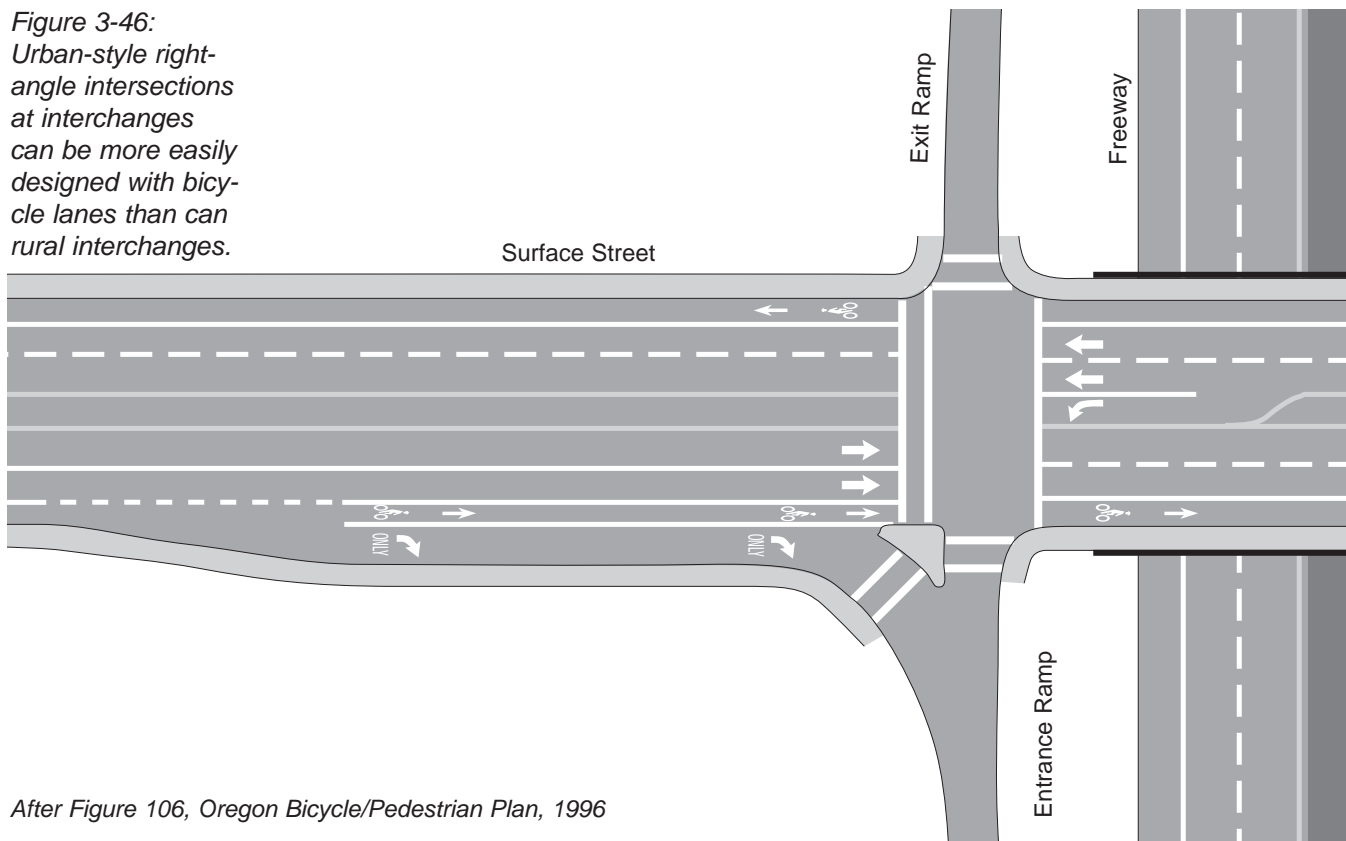 Figure 3-46:
Urban-style right-
angle intersections
at interchanges
can be more easily
designed with bicy-
cle lanes than can
rural interchanges.
Surface Street
Exit Ramp
Freeway
ONLY
ONLY
Entrance Ramp
After Figure 106, Oregon Bicycle/Pedestrian Plan, 1996